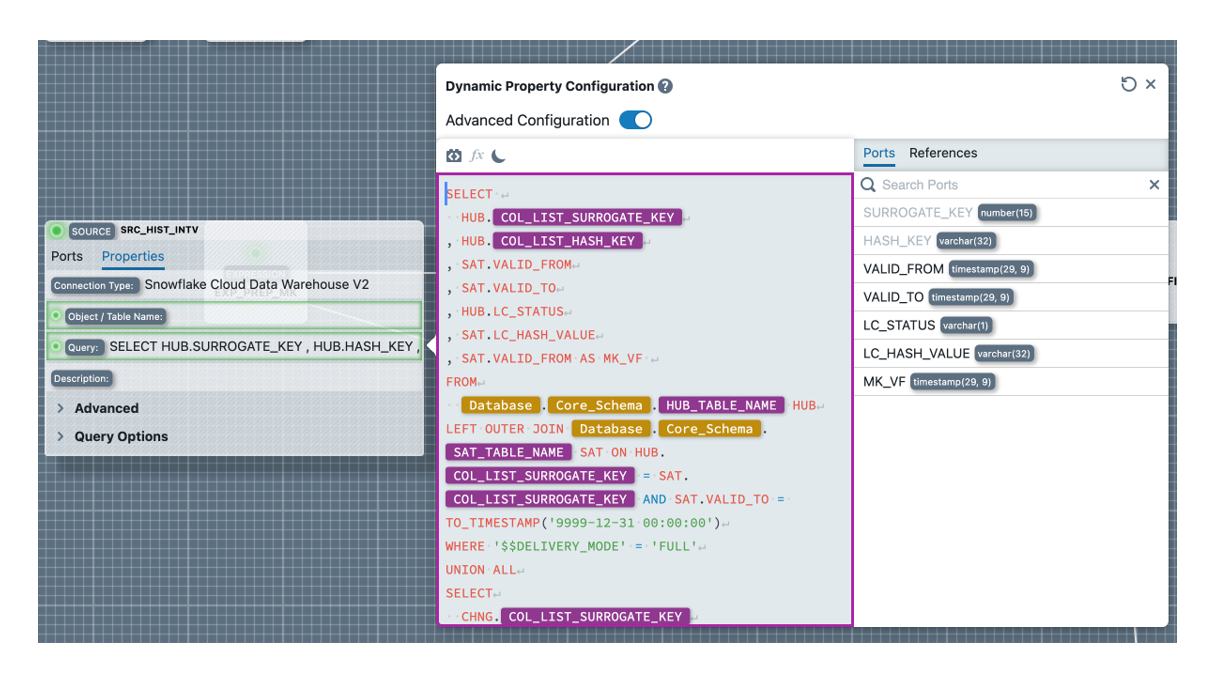 Dynamic Property Configuration ?
Advanced Configuration
fx
Ports References
Search Ports
SURROGATE_KEY number(15)
HASH_KEY varchar(32)
VALID_FROM timestamp(29, 9)
VALID_TO timestamp(29, 9)
LC_STATUS varchar(1)
LC_HASH_VALUE varchar(32)
MK_VF timestamp(29, 9)
SELECT
HUB. COL_LIST_SURROGATE_KEY
, HUB. COL_LIST_HASH_KEY
, SAT.VALID_FROM
, SAT.VALID_TO
, HUB.LC_STATUS
, SAT.LC_HASH_VALUE
, SAT.VALID_FROM AS MK_VF
FROM
Database . Core_Schema . HUB_TABLE_NAME HUB
LEFT OUTER JOIN Database . Core_Schema .
SAT_TABLE_NAME SAT ON HUB.
COL_LIST_SURROGATE_KEY = SAT.
COL_LIST_SURROGATE_KEY AND SAT.VALID_TO =
TO_TIMESTAMP('9999-12-31 00:00:00')
WHERE '$$DELIVERY_MODE' = 'FULL'
UNION ALL
SELECT
CHNG. COL_LIST_SURROGATE_KEY
SOURCE SRC_HIST_INTV
Ports Properties
EXPRESSION
EXP_PREP_MK
Connection Type: Snowflake Cloud Data Warehouse V2
Object / Table Name:
Query: SELECT HUB.SURROGATE_KEY , HUB.HASH_KEY ,
Description:
Advanced
Query Options